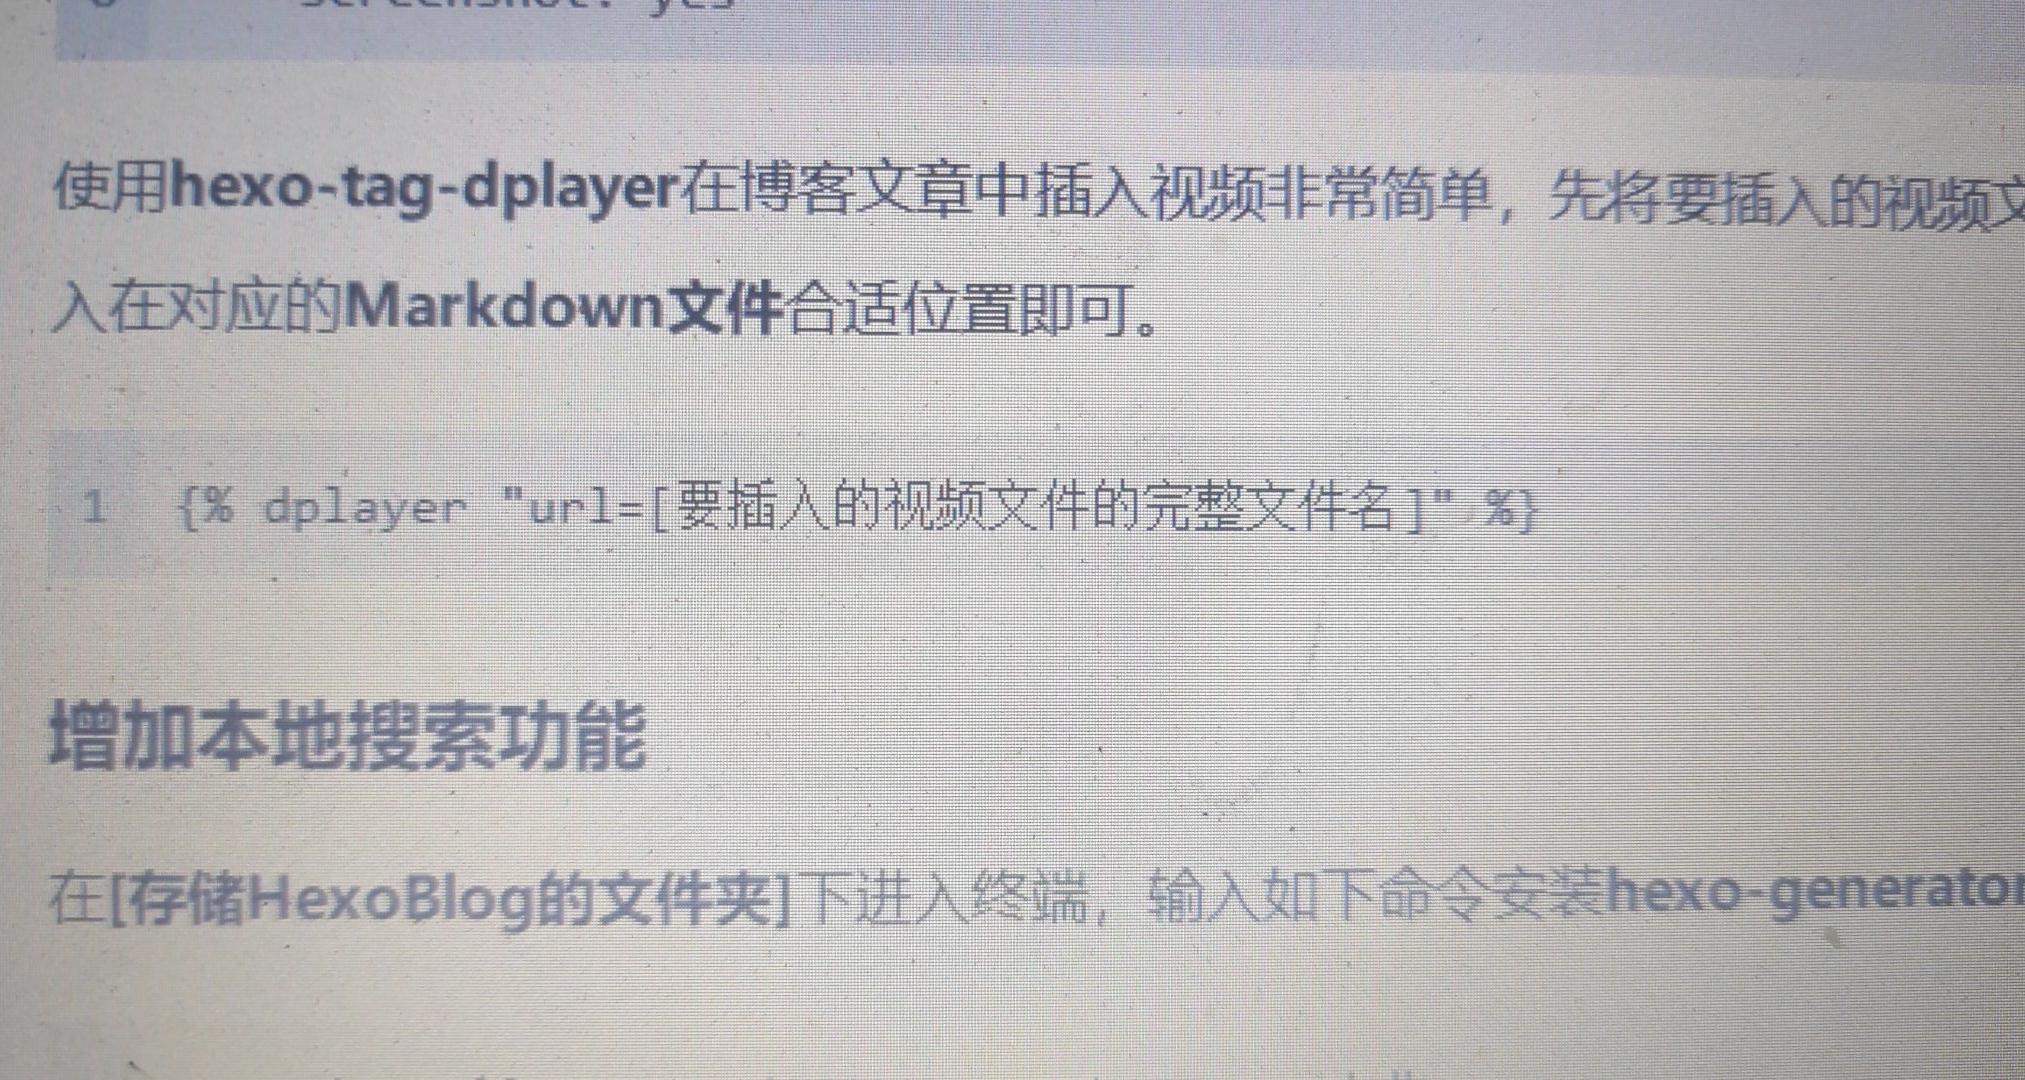 screenshot: yes
使用hexo-tag-dplayer在博客文章中插入视频非常简单，先将要插入的视频文
入在对应的Markdown文件合适位置即可。
1 {% dplayer "url=[要插入的视频文件的完整文件名]" %}
增加本地搜索功能
在[存储HexoBlog的文件夹]下进入终端，输入如下命令安装hexo-generator